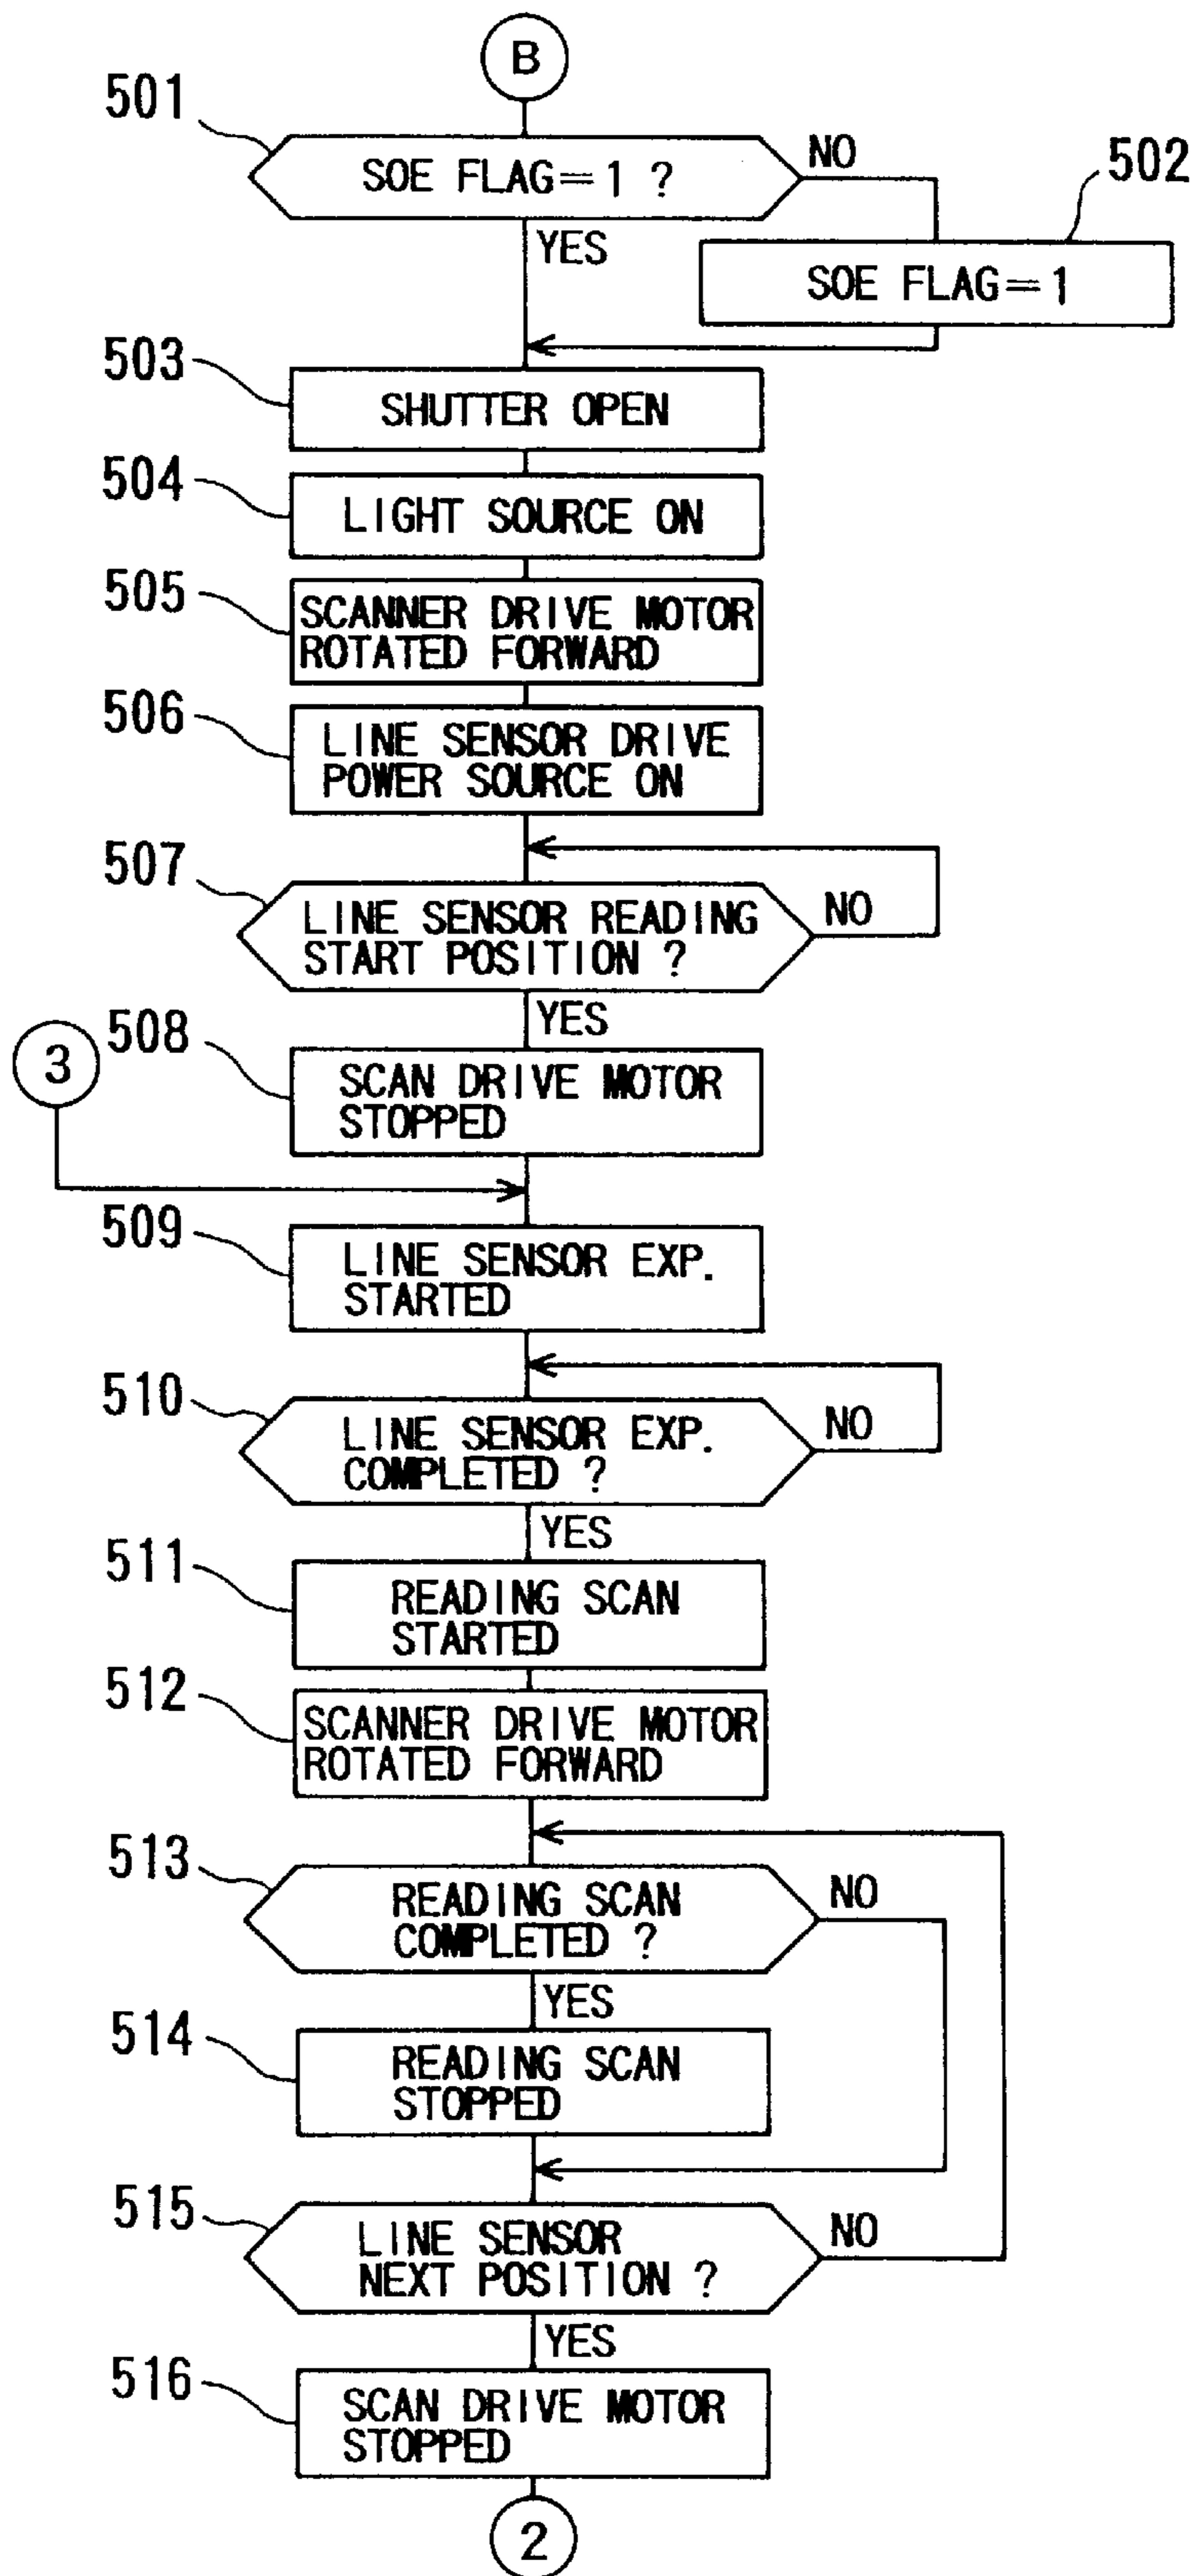 B
501
SOE FLAG=1 ?
NO
502
YES
SOE FLAG=1
503
SHUTTER OPEN
504
LIGHT SOURCE ON
505
SCANNER DRIVE MOTOR
ROTATED FORWARD
506
LINE SENSOR DRIVE
POWER SOURCE ON
507
LINE SENSOR READING
START POSITION ?
NO
YES
3
508
SCAN DRIVE MOTOR
STOPPED
509
LINE SENSOR EXP.
STARTED
510
LINE SENSOR EXP.
COMPLETED ?
NO
YES
511
READING SCAN
STARTED
512
SCANNER DRIVE MOTOR
ROTATED FORWARD
513
READING SCAN
COMPLETED ?
NO
YES
514
READING SCAN
STOPPED
515
LINE SENSOR
NEXT POSITION ?
NO
YES
516
SCAN DRIVE MOTOR
STOPPED
2